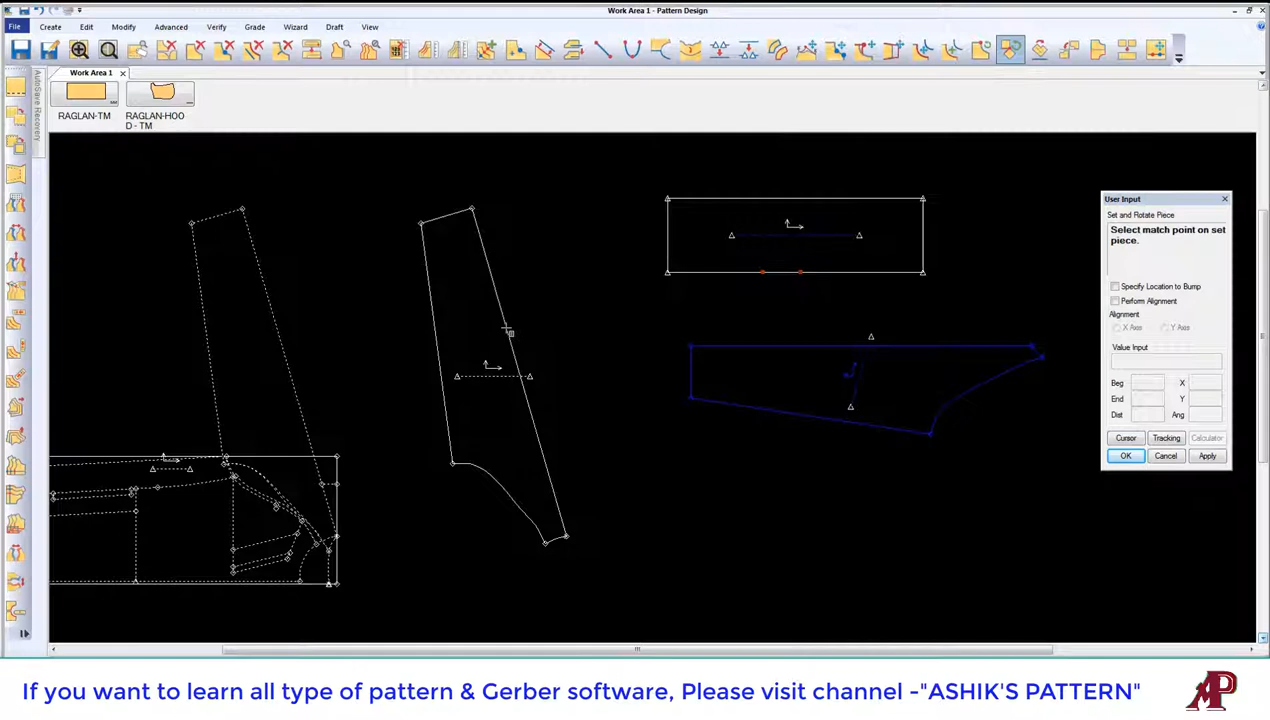 Work Area 1 - Pattern Design
File Create Edit Modify Advanced Verify Grade Wizard Draft View
Work Area 1
AutoSave Recovery
RAGLAN-TM
RAGLAN-HOO
D - TM
User Input
Set and Rotate Piece
Select match point on set
piece.
Specify Location to Bump
Perform Alignment
Alignment
X Axis Y Axis
Value Input
Beg X
End Y
Dist Ang
Cursor Tracking Calculator
OK Cancel Apply
If you want to learn all type of pattern & Gerber software, Please visit channel -"ASHIK'S PATTERN"
AP